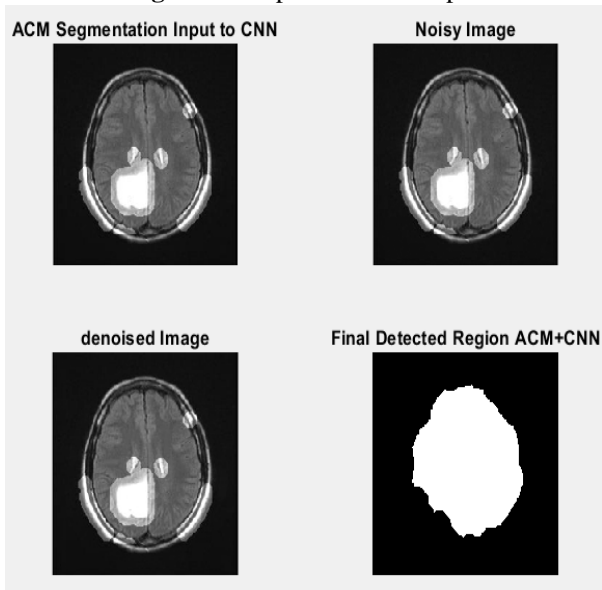 ACM Segmentation Input to CNN
Noisy Image
denoised Image
Final Detected Region ACM+CNN